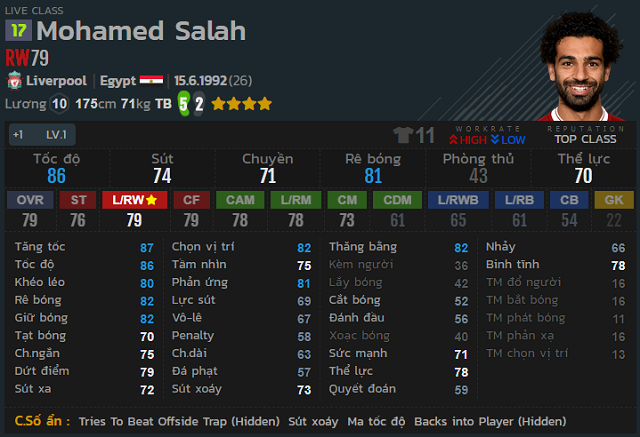 LIVE CLASS
17 Mohamed Salah
RW79
Liverpool Egypt 15.6.1992(26)
Lương 10 175cm 71kg TB 5 2
+1 LV.1 11 WORKRATE HIGH LOW REPUTATION TOP CLASS
Tốc độ Sút Chuyền Rê bóng Phòng thủ Thể lực
86 74 71 81 43 70
OVR ST L/RW CF CAM L/RM CM CDM L/RWB L/RB CB GK
79 76 79 79 78 78 73 61 65 61 54 22
Tăng tốc 87 Chọn vị trí 82 Thăng bằng 82 Nhảy 66
Tốc độ 86 Tầm nhìn 75 Kèm người 36 Bình tĩnh 78
Khéo léo 80 Phản ứng 81 Lấy bóng 42 TM đổ người 16
Rê bóng 82 Lực sút 69 Cắt bóng 52 TM bắt bóng 16
Giữ bóng 82 Vô-lê 67 Đánh đầu 56 TM phát bóng 11
Tạt bóng 70 Penalty 58 Xoạc bóng 40 TM phản xạ 16
Ch.ngắn 75 Ch.dài 63 Sức mạnh 71 TM chọn vị trí 13
Dứt điểm 79 Đá phạt 57 Thể lực 78
Sút xa 72 Sút xoáy 73 Quyết đoán 59
C.Số ẩn : Tries To Beat Offside Trap (Hidden) Sút xoáy Ma tốc độ Backs into Player (Hidden)